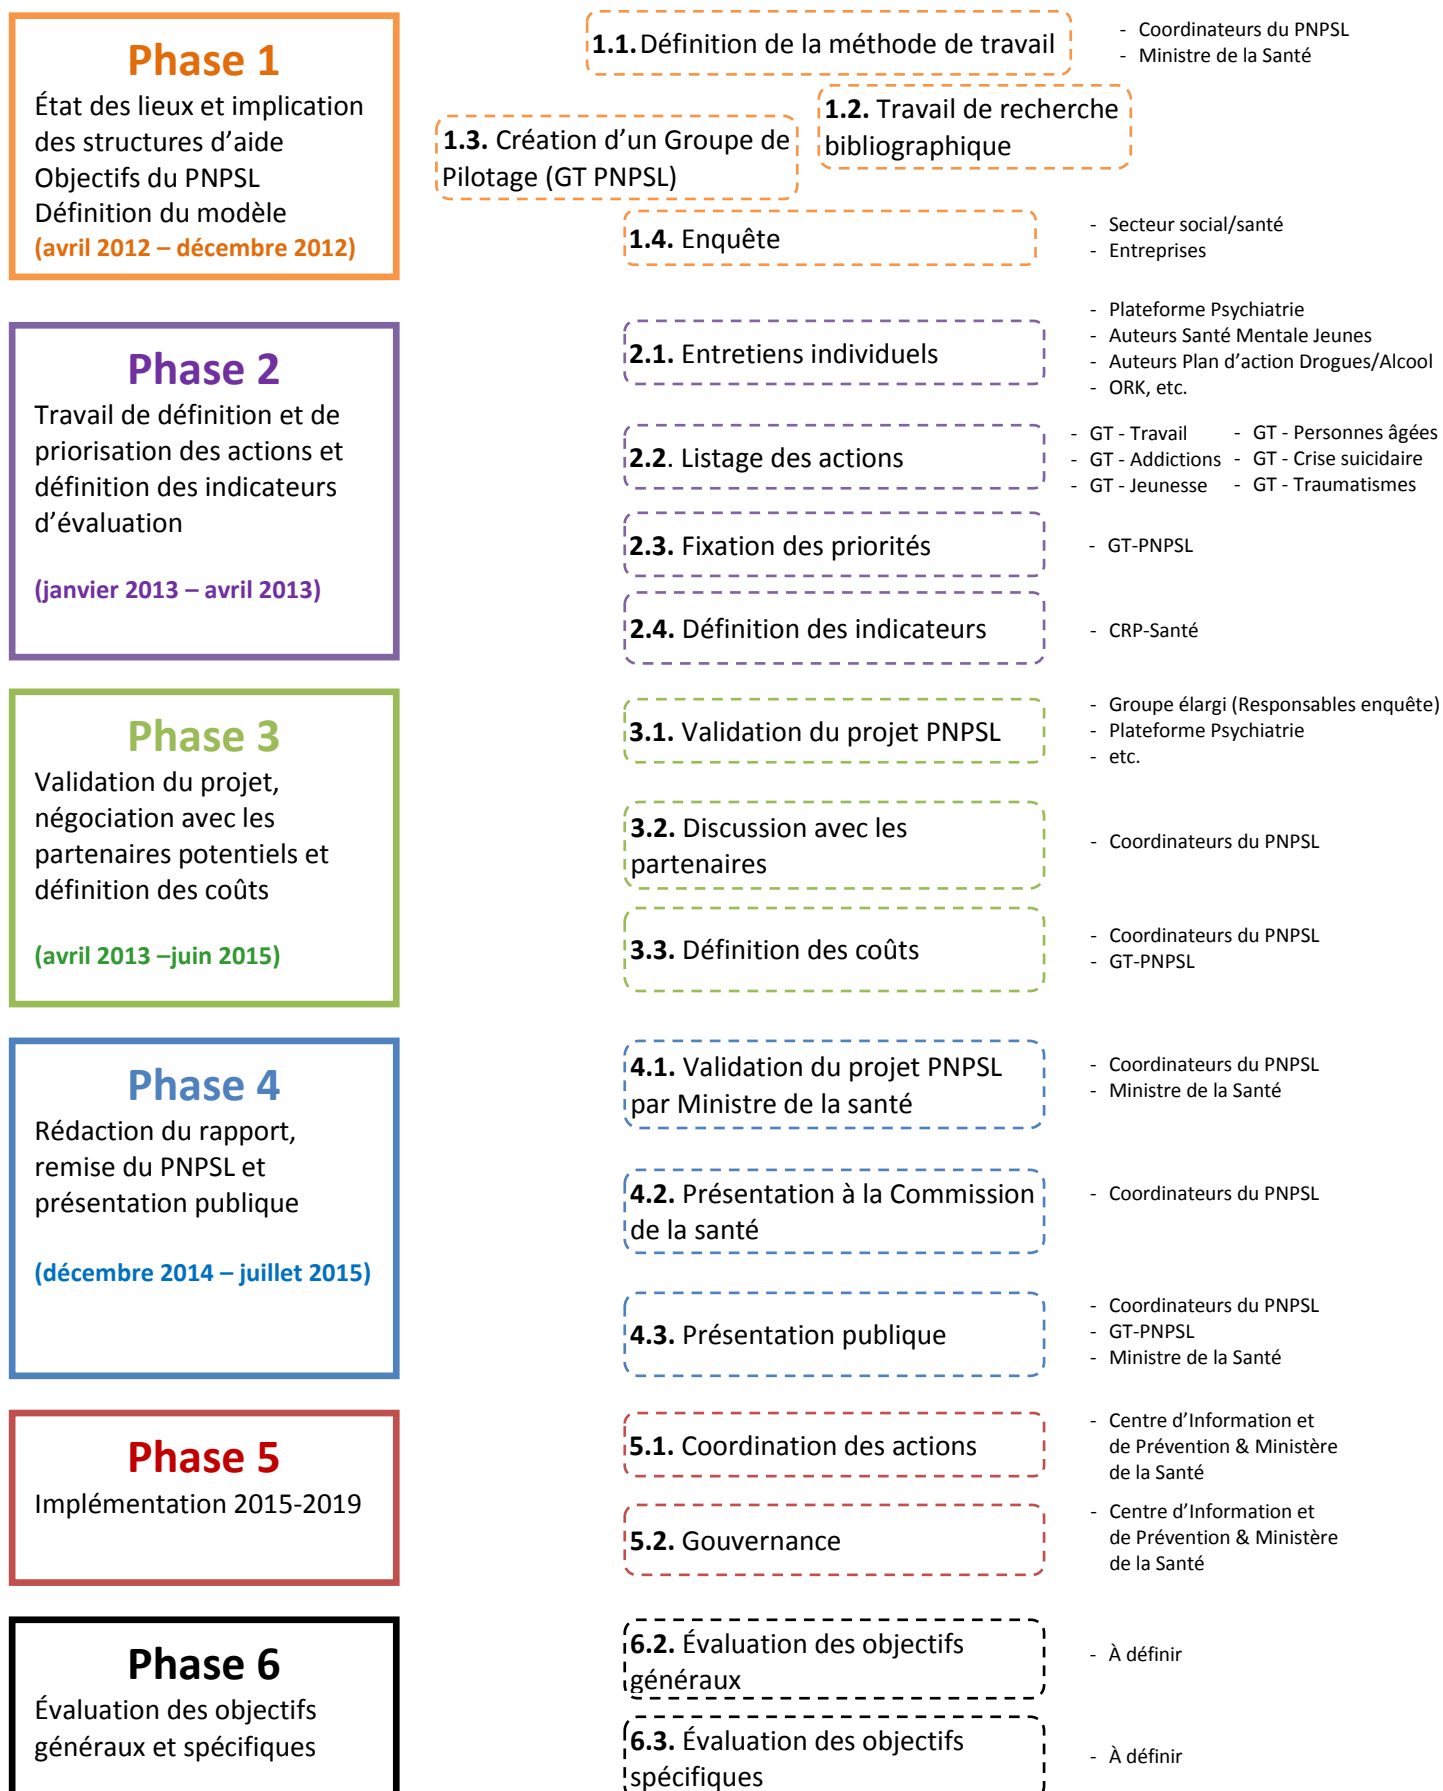 Phase 1
État des lieux et implication
des structures d'aide
Objectifs du PNPSL
Définition du modèle
(avril 2012 – décembre 2012)
1.1. Définition de la méthode de travail
- Coordinateurs du PNPSL
- Ministre de la Santé
1.2. Travail de recherche
bibliographique
1.3. Création d'un Groupe de
Pilotage (GT PNPSL)
1.4. Enquête
- Secteur social/santé
- Entreprises
Phase 2
Travail de définition et de
priorisation des actions et
définition des indicateurs
d'évaluation
(janvier 2013 – avril 2013)
2.1. Entretiens individuels
- Plateforme Psychiatrie
- Auteurs Santé Mentale Jeunes
- Auteurs Plan d'action Drogues/Alcool
- ORK, etc.
2.2. Listage des actions
- GT - Travail - GT - Personnes âgées
- GT - Addictions - GT - Crise suicidaire
- GT - Jeunesse - GT - Traumatismes
2.3. Fixation des priorités
- GT-PNPSL
2.4. Définition des indicateurs
- CRP-Santé
Phase 3
Validation du projet,
négociation avec les
partenaires potentiels et
définition des coûts
(avril 2013 –juin 2015)
3.1. Validation du projet PNPSL
- Groupe élargi (Responsables enquête)
- Plateforme Psychiatrie
- etc.
3.2. Discussion avec les
partenaires
- Coordinateurs du PNPSL
3.3. Définition des coûts
- Coordinateurs du PNPSL
- GT-PNPSL
Phase 4
Rédaction du rapport,
remise du PNPSL et
présentation publique
(décembre 2014 – juillet 2015)
4.1. Validation du projet PNPSL
par Ministre de la santé
- Coordinateurs du PNPSL
- Ministre de la Santé
4.2. Présentation à la Commission
de la santé
- Coordinateurs du PNPSL
4.3. Présentation publique
- Coordinateurs du PNPSL
- GT-PNPSL
- Ministre de la Santé
Phase 5
Implémentation 2015-2019
5.1. Coordination des actions
- Centre d'Information et
de Prévention & Ministère
de la Santé
5.2. Gouvernance
- Centre d'Information et
de Prévention & Ministère
de la Santé
Phase 6
Évaluation des objectifs
généraux et spécifiques
6.2. Évaluation des objectifs
généraux
- À définir
6.3. Évaluation des objectifs
spécifiques
- À définir